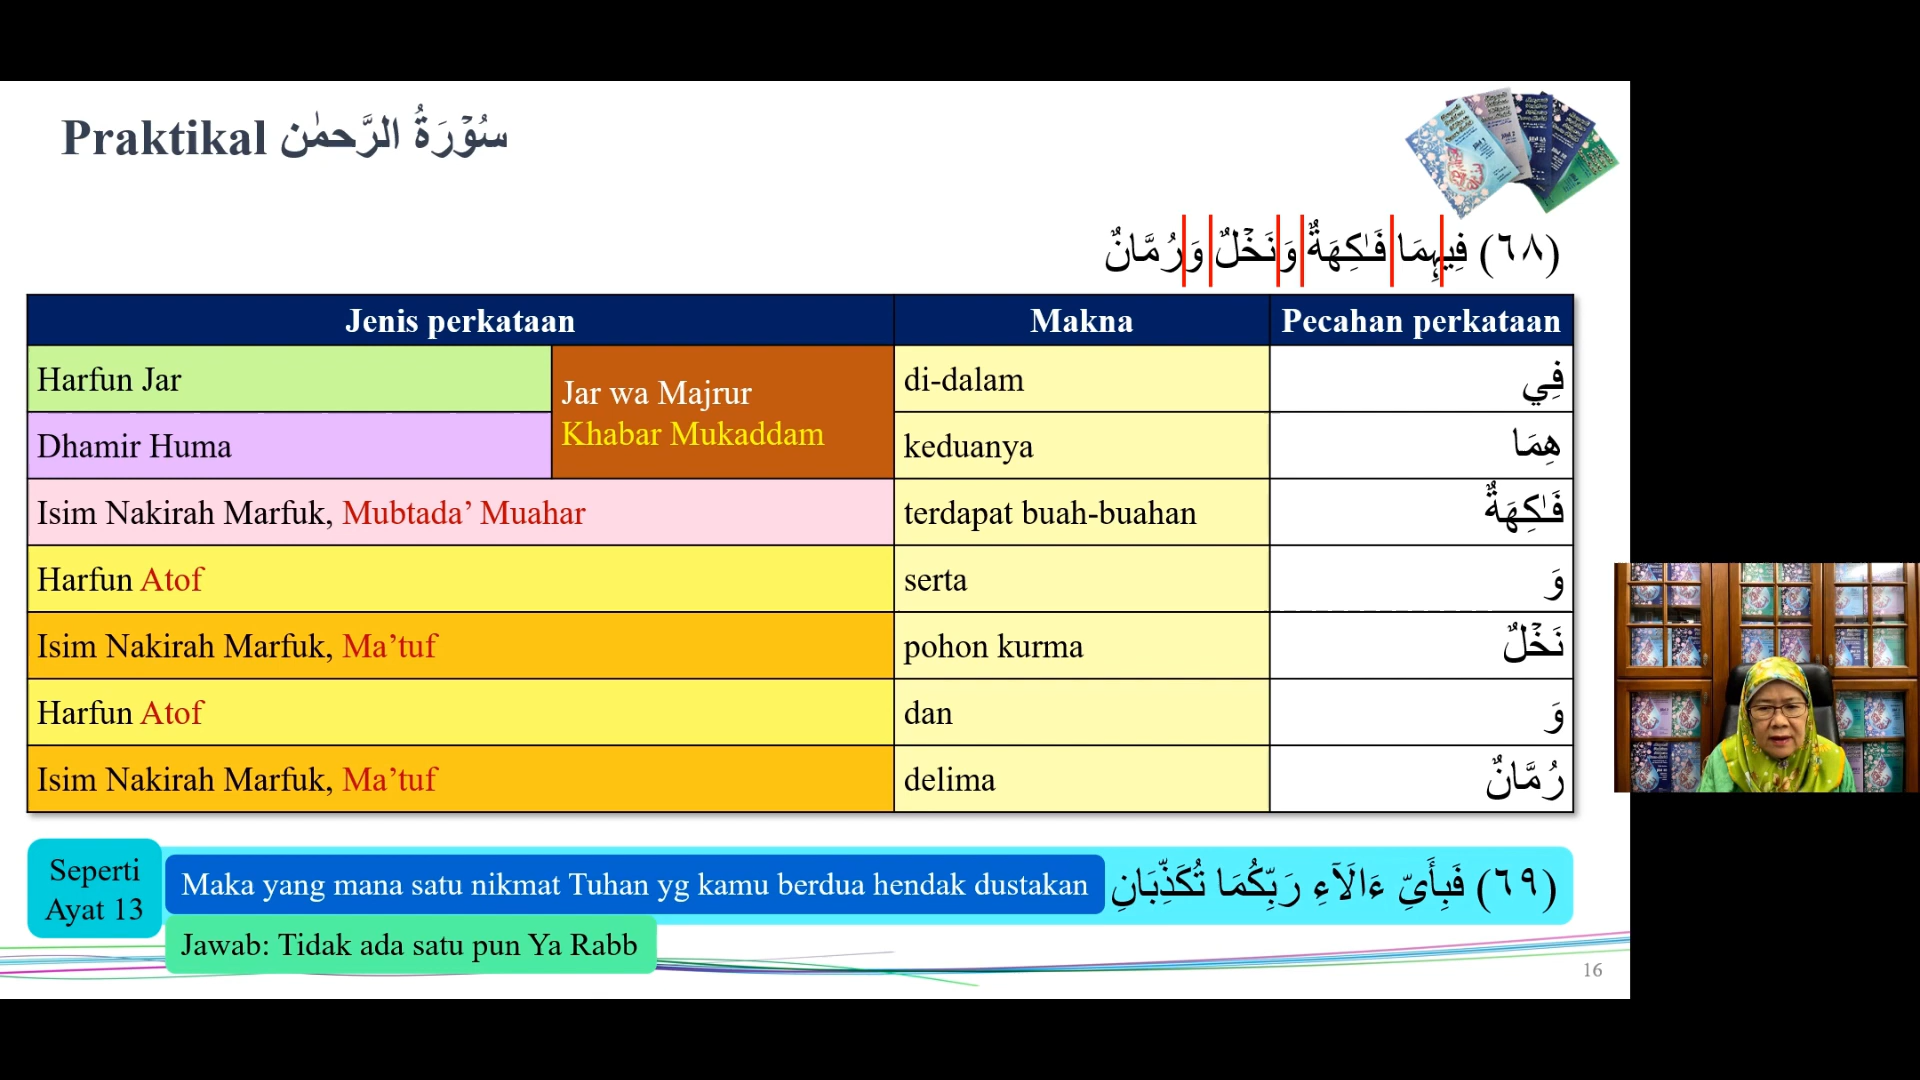 Praktikal سُوْرَةُ الرَّحمٰن
(٦٨) فِيهِمَا فَـٰكِهَةٌ وَنَخْلٌ وَرُمَّانٌ
Jenis perkataan Makna Pecahan perkataan
Harfun Jar di-dalam فِي
Jar wa Majrur
Khabar Mukaddam
Dhamir Huma keduanya هِمَا
Isim Nakirah Marfuk, Mubtada’ Muahar terdapat buah-buahan فَـٰكِهَةٌ
Harfun Atof serta وَ
Isim Nakirah Marfuk, Ma’tuf pohon kurma نَخْلٌ
Harfun Atof dan وَ
Isim Nakirah Marfuk, Ma’tuf delima رُمَّانٌ
Seperti
Ayat 13
Maka yang mana satu nikmat Tuhan yg kamu berdua hendak dustakan
(٦٩) فَبِأَىِّ ءَالَآءِ رَبِّكُمَا تُكَذِّبَانِ
Jawab: Tidak ada satu pun Ya Rabb
16